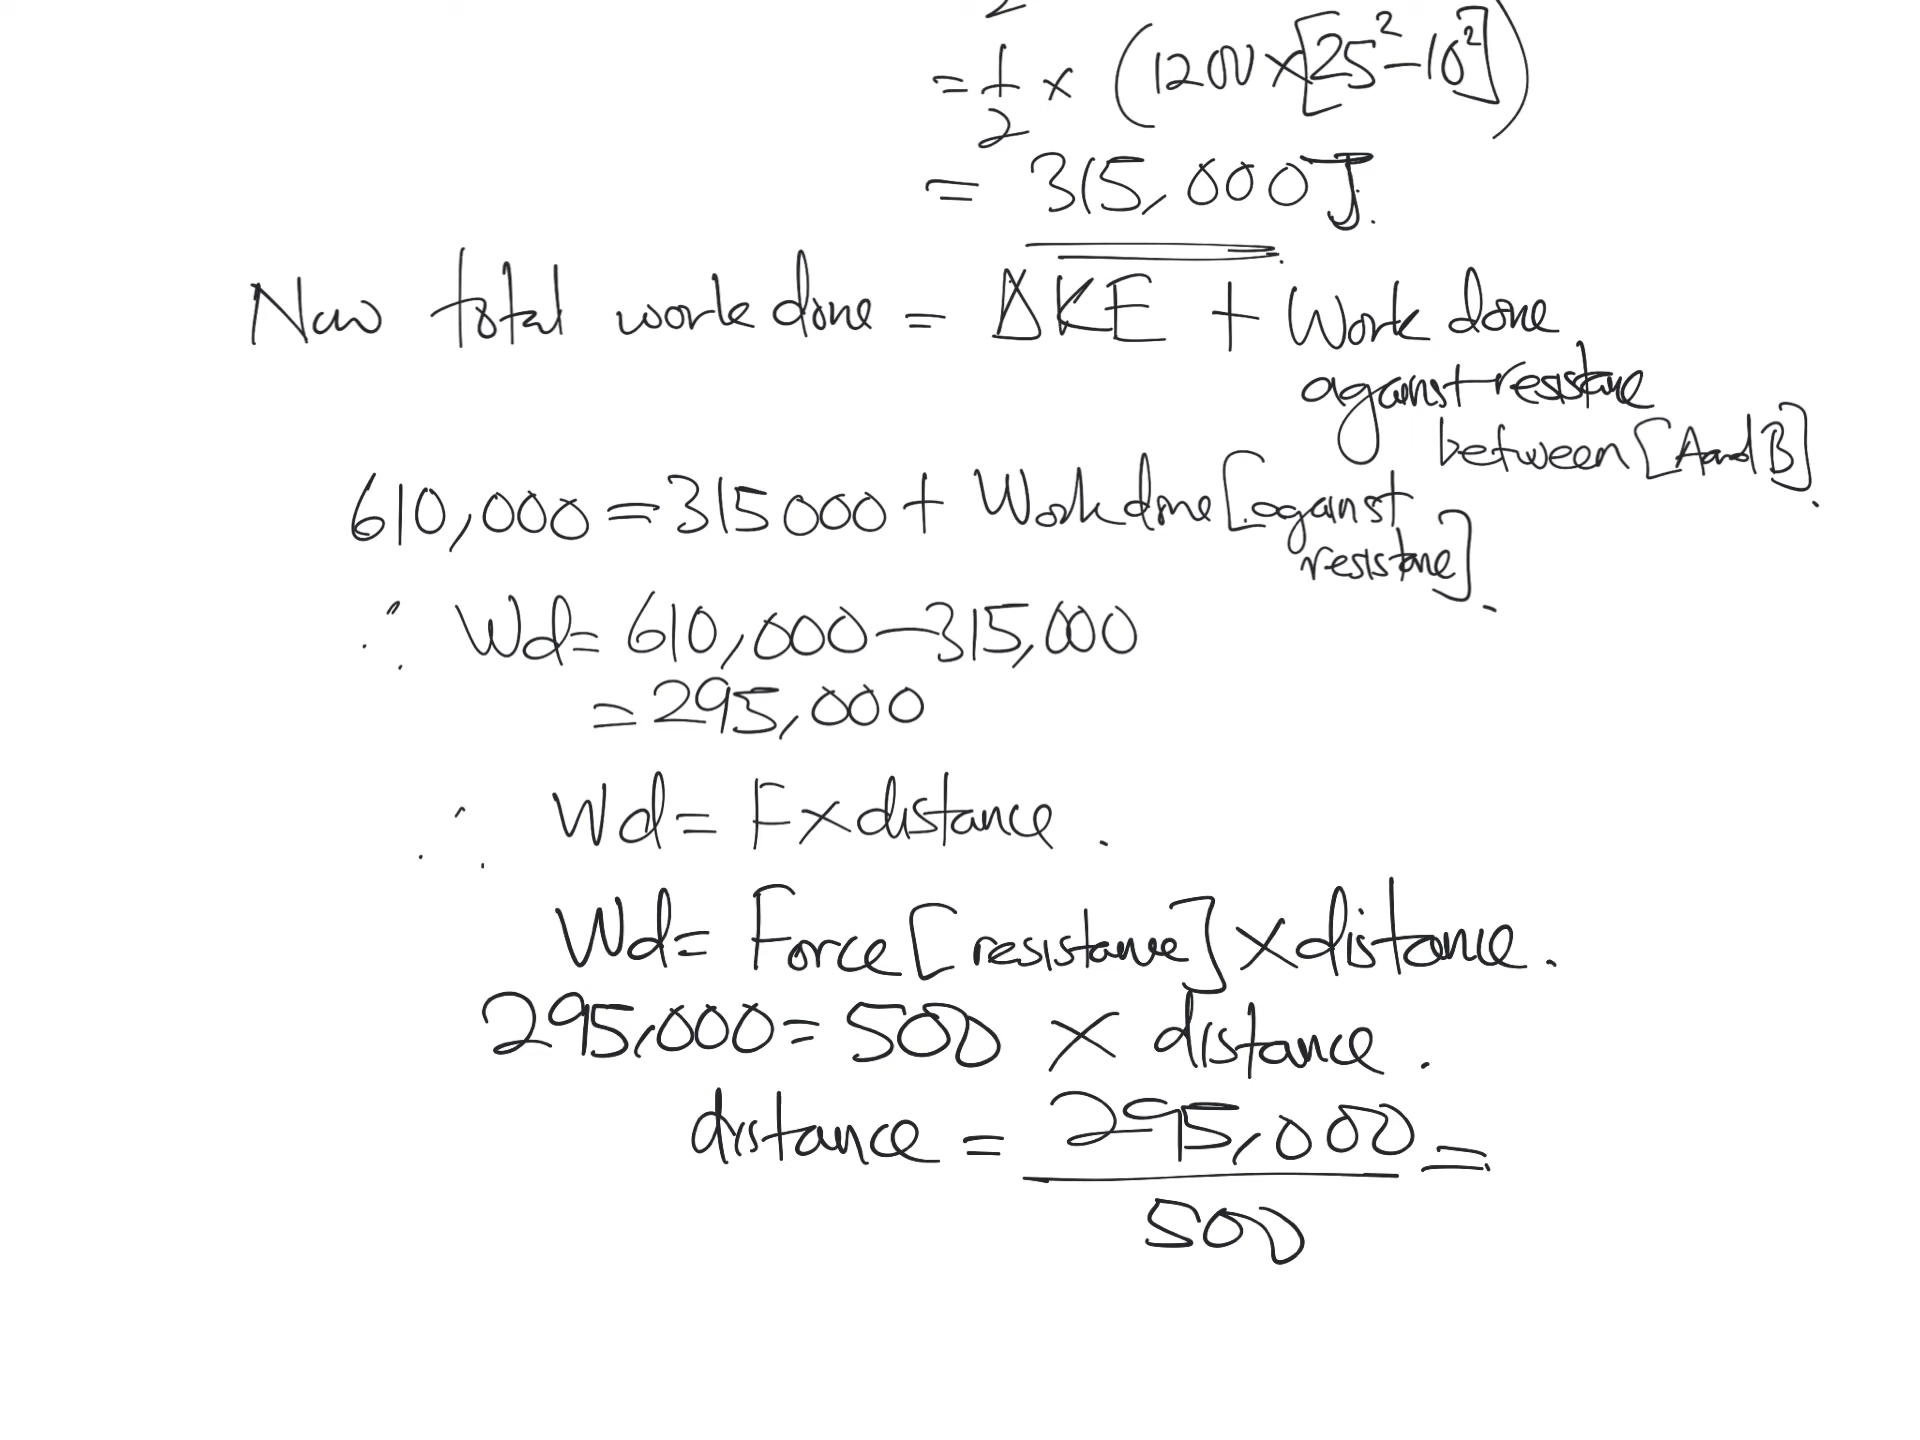 = 1/2 × (1200 × [25² - 10²])
= 315,000J.
Now total work done = ΔKE + Work done
against resistance
between [A and B].
610,000 = 315000 + Work done [against
resistance].
∴ Wd = 610,000 - 315,000
= 295,000
∴ Wd = F × distance.
Wd = Force [resistance] × distance.
295,000 = 500 × distance.
distance = 295,000/500 =